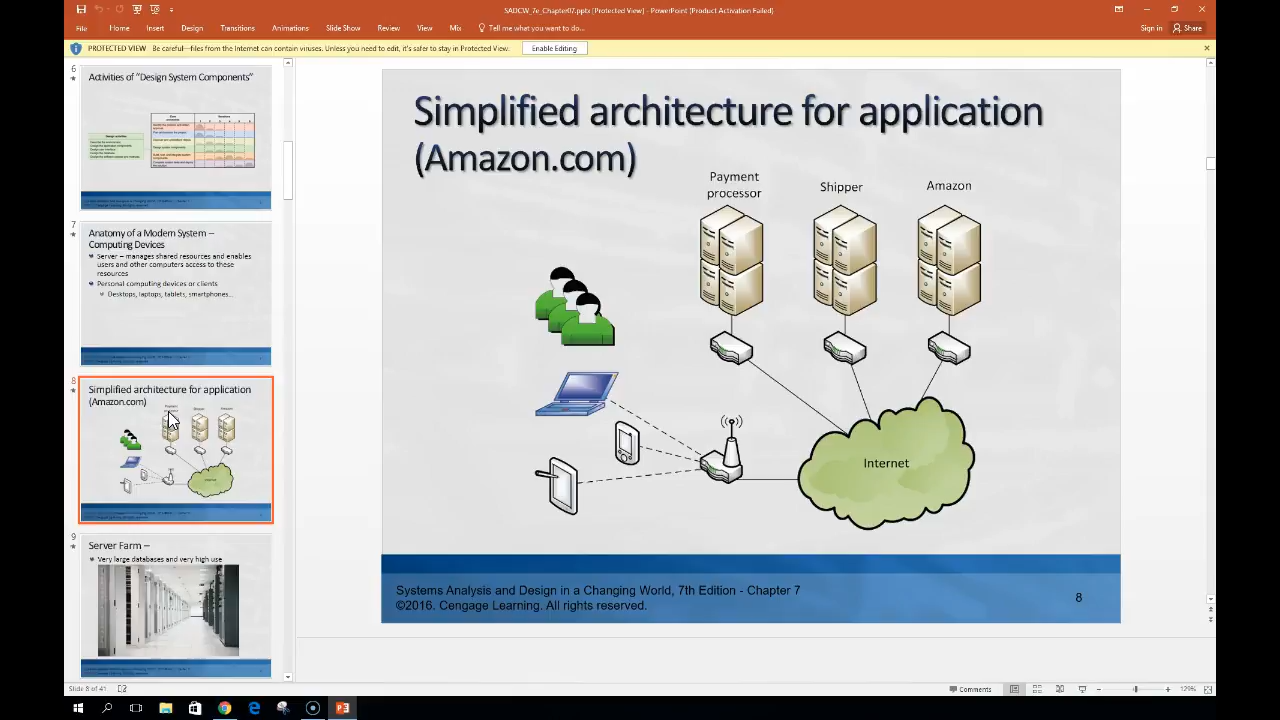 SADCW_7e_Chapter07.pptx [Protected View] - PowerPoint (Product Activation Failed)
File Home Insert Design Transitions Animations Slide Show Review View Mix Tell me what you want to do... Sign in Share
PROTECTED VIEW Be careful—files from the Internet can contain viruses. Unless you need to edit, it's safer to stay in Protected View. Enable Editing
6
Activities of "Design System Components"
7
Anatomy of a Modern System –
Computing Devices
Server – manages shared resources and enables
users and other computers access to these
resources
Personal computing devices or clients
Desktops, laptops, tablets, smartphones...
8
Simplified architecture for application
(Amazon.com)
9
Server Farm –
Very large databases and very high use
Simplified architecture for application
(Amazon.com)
Payment
processor
Shipper
Amazon
Internet
Systems Analysis and Design in a Changing World, 7th Edition - Chapter 7
©2016. Cengage Learning. All rights reserved.
8
Slide 8 of 41
Comments
129%